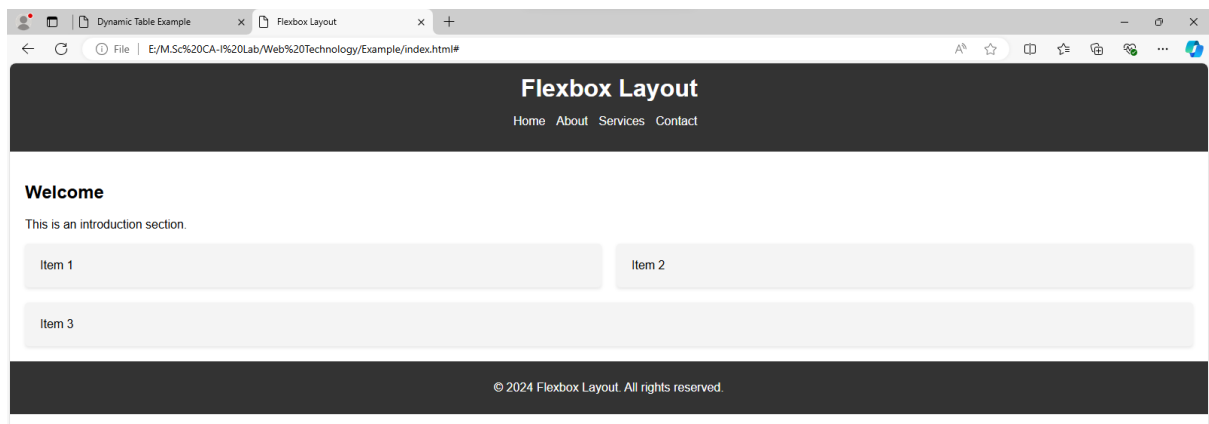 Dynamic Table Example Flexbox Layout
File E:/M.Sc%20CA-I%20Lab/Web%20Technology/Example/index.html#
Flexbox Layout
Home About Services Contact
Welcome
This is an introduction section.
Item 1 Item 2
Item 3
© 2024 Flexbox Layout. All rights reserved.